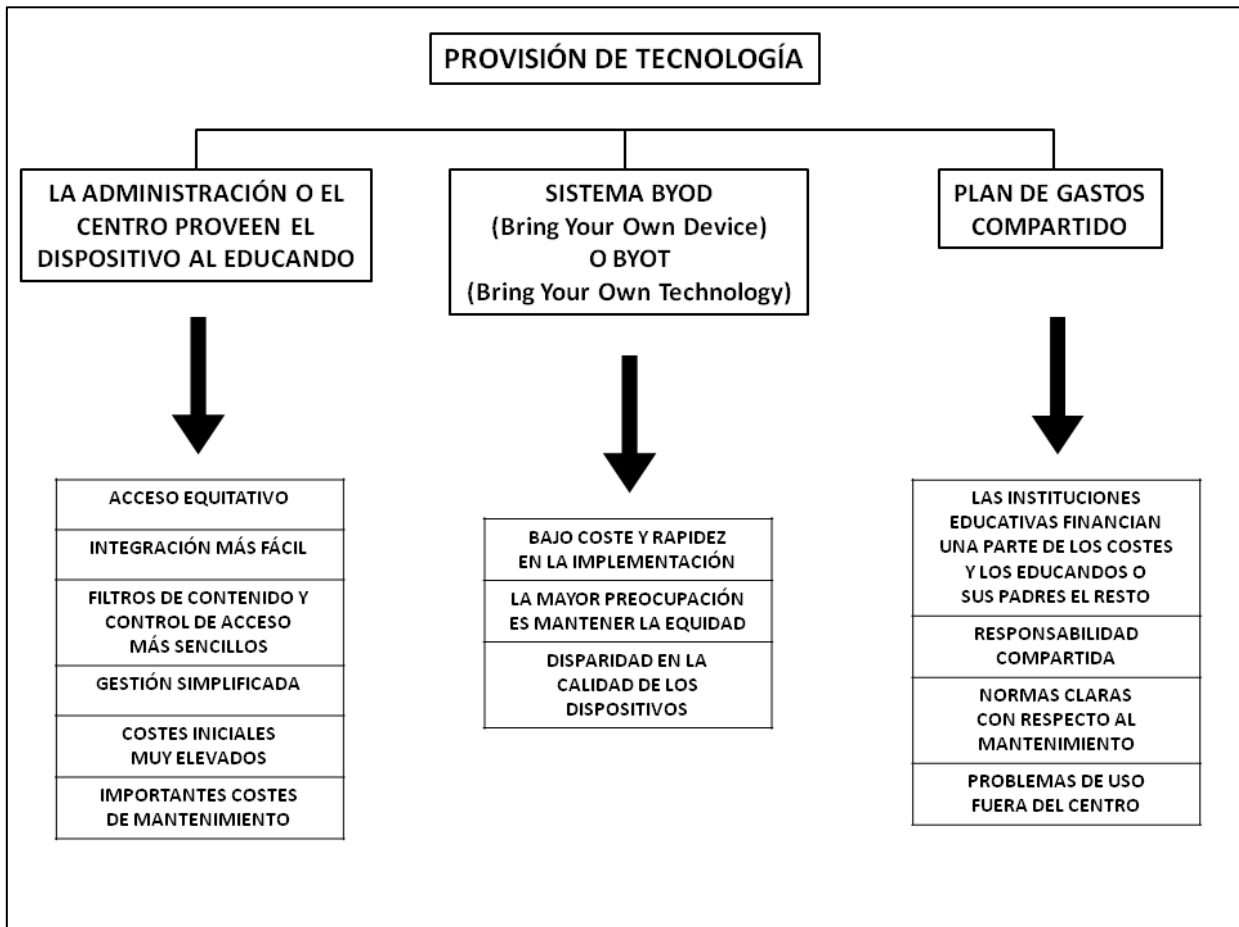 PROVISIÓN DE TECNOLOGÍA
LA ADMINISTRACIÓN O EL
CENTRO PROVEEN EL
DISPOSITIVO AL EDUCANDO
SISTEMA BYOD
(Bring Your Own Device)
O BYOT
(Bring Your Own Technology)
PLAN DE GASTOS
COMPARTIDO
ACCESO EQUITATIVO
INTEGRACIÓN MÁS FÁCIL
FILTROS DE CONTENIDO Y
CONTROL DE ACCESO
MÁS SENCILLOS
GESTIÓN SIMPLIFICADA
COSTES INICIALES
MUY ELEVADOS
IMPORTANTES COSTES
DE MANTENIMIENTO
BAJO COSTE Y RAPIDEZ
EN LA IMPLEMENTACIÓN
LA MAYOR PREOCUPACIÓN
ES MANTENER LA EQUIDAD
DISPARIDAD EN LA
CALIDAD DE LOS
DISPOSITIVOS
LAS INSTITUCIONES
EDUCATIVAS FINANCIAN
UNA PARTE DE LOS COSTES
Y LOS EDUCANDOS O
SUS PADRES EL RESTO
RESPONSABILIDAD
COMPARTIDA
NORMAS CLARAS
CON RESPECTO AL
MANTENIMIENTO
PROBLEMAS DE USO
FUERA DEL CENTRO